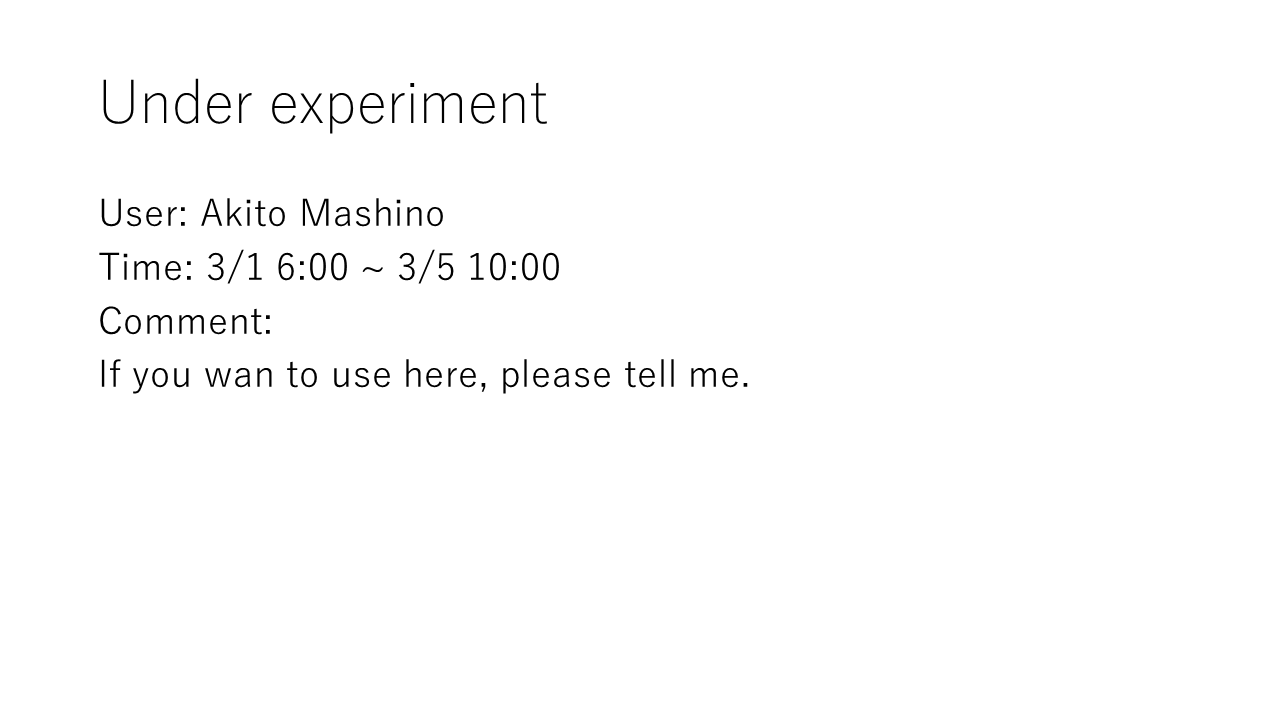 Under experiment
User: Akito Mashino
Time: 3/1 6:00 ~ 3/5 10:00
Comment:
If you wan to use here, please tell me.